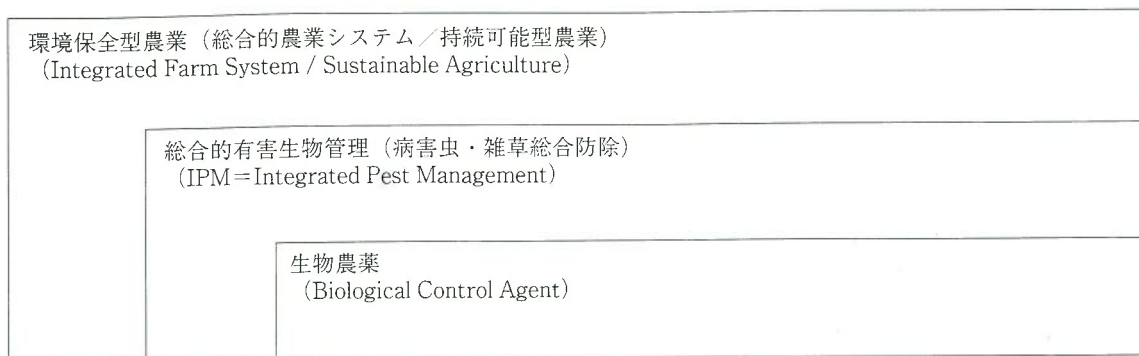 環境保全型農業（総合的農業システム／持続可能型農業）
（Integrated Farm System / Sustainable Agriculture）
総合的有害生物管理（病害虫・雑草総合防除）
（IPM＝Integrated Pest Management）
生物農薬
（Biological Control Agent）